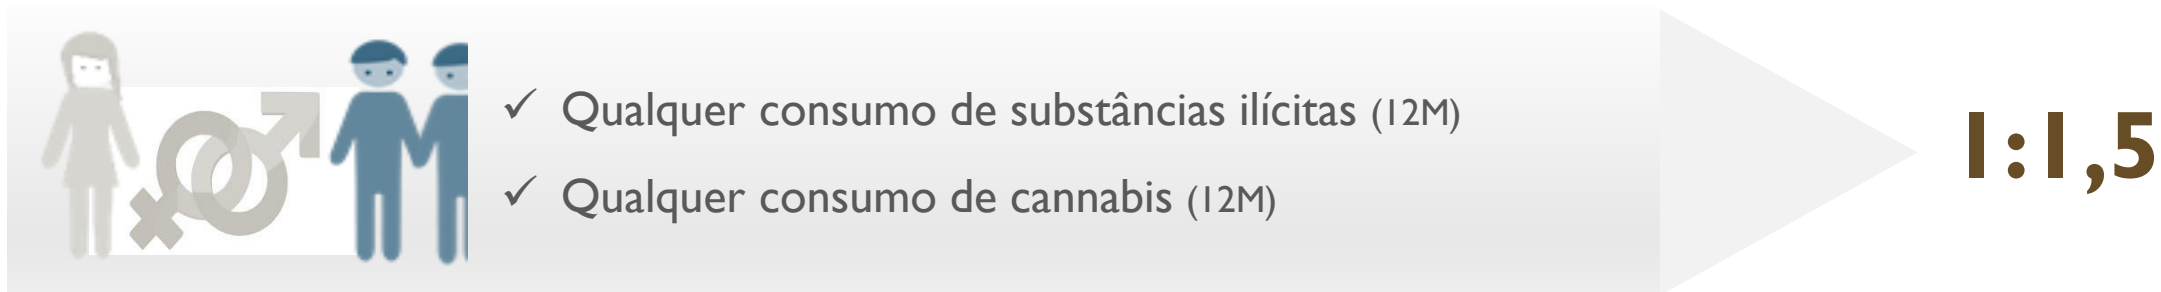 ✓ Qualquer consumo de substâncias ilícitas (12M)
✓ Qualquer consumo de cannabis (12M)
1:1,5